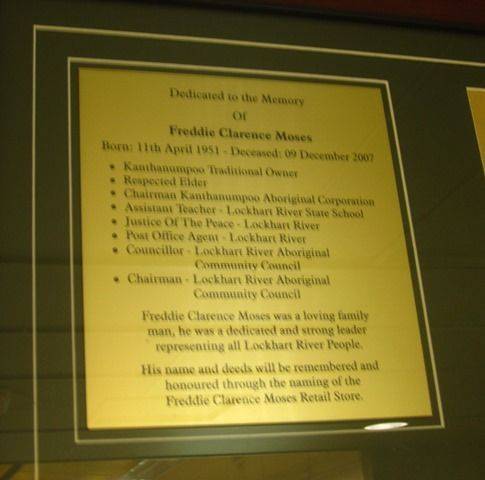 Dedicated to the Memory
Of
Freddie Clarence Moses
Born: 11th April 1951 - Deceased: 09 December 2007
• Kanthanumpoo Traditional Owner
• Respected Elder
• Chairman Kanthanumpoo Aboriginal Corporation
• Assistant Teacher - Lockhart River State School
• Justice Of The Peace - Lockhart River
• Post Office Agent - Lockhart River
• Councillor - Lockhart River Aboriginal
Community Council
• Chairman - Lockhart River Aboriginal
Community Council
Freddie Clarence Moses was a loving family
man, he was a dedicated and strong leader
representing all Lockhart River People.
His name and deeds will be remembered and
honoured through the naming of the
Freddie Clarence Moses Retail Store.